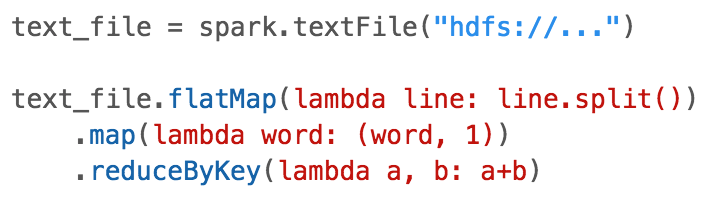 text_file = spark.textFile("hdfs://...")
text_file.flatMap(lambda line: line.split())
    .map(lambda word: (word, 1))
    .reduceByKey(lambda a, b: a+b)